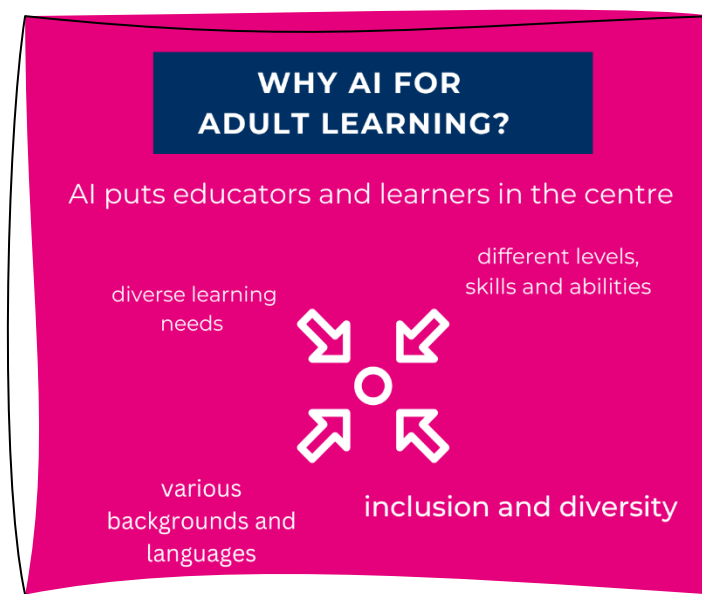 WHY AI FOR
ADULT LEARNING?
AI puts educators and learners in the centre
different levels,
skills and abilities
diverse learning
needs
various
backgrounds and
languages
inclusion and diversity